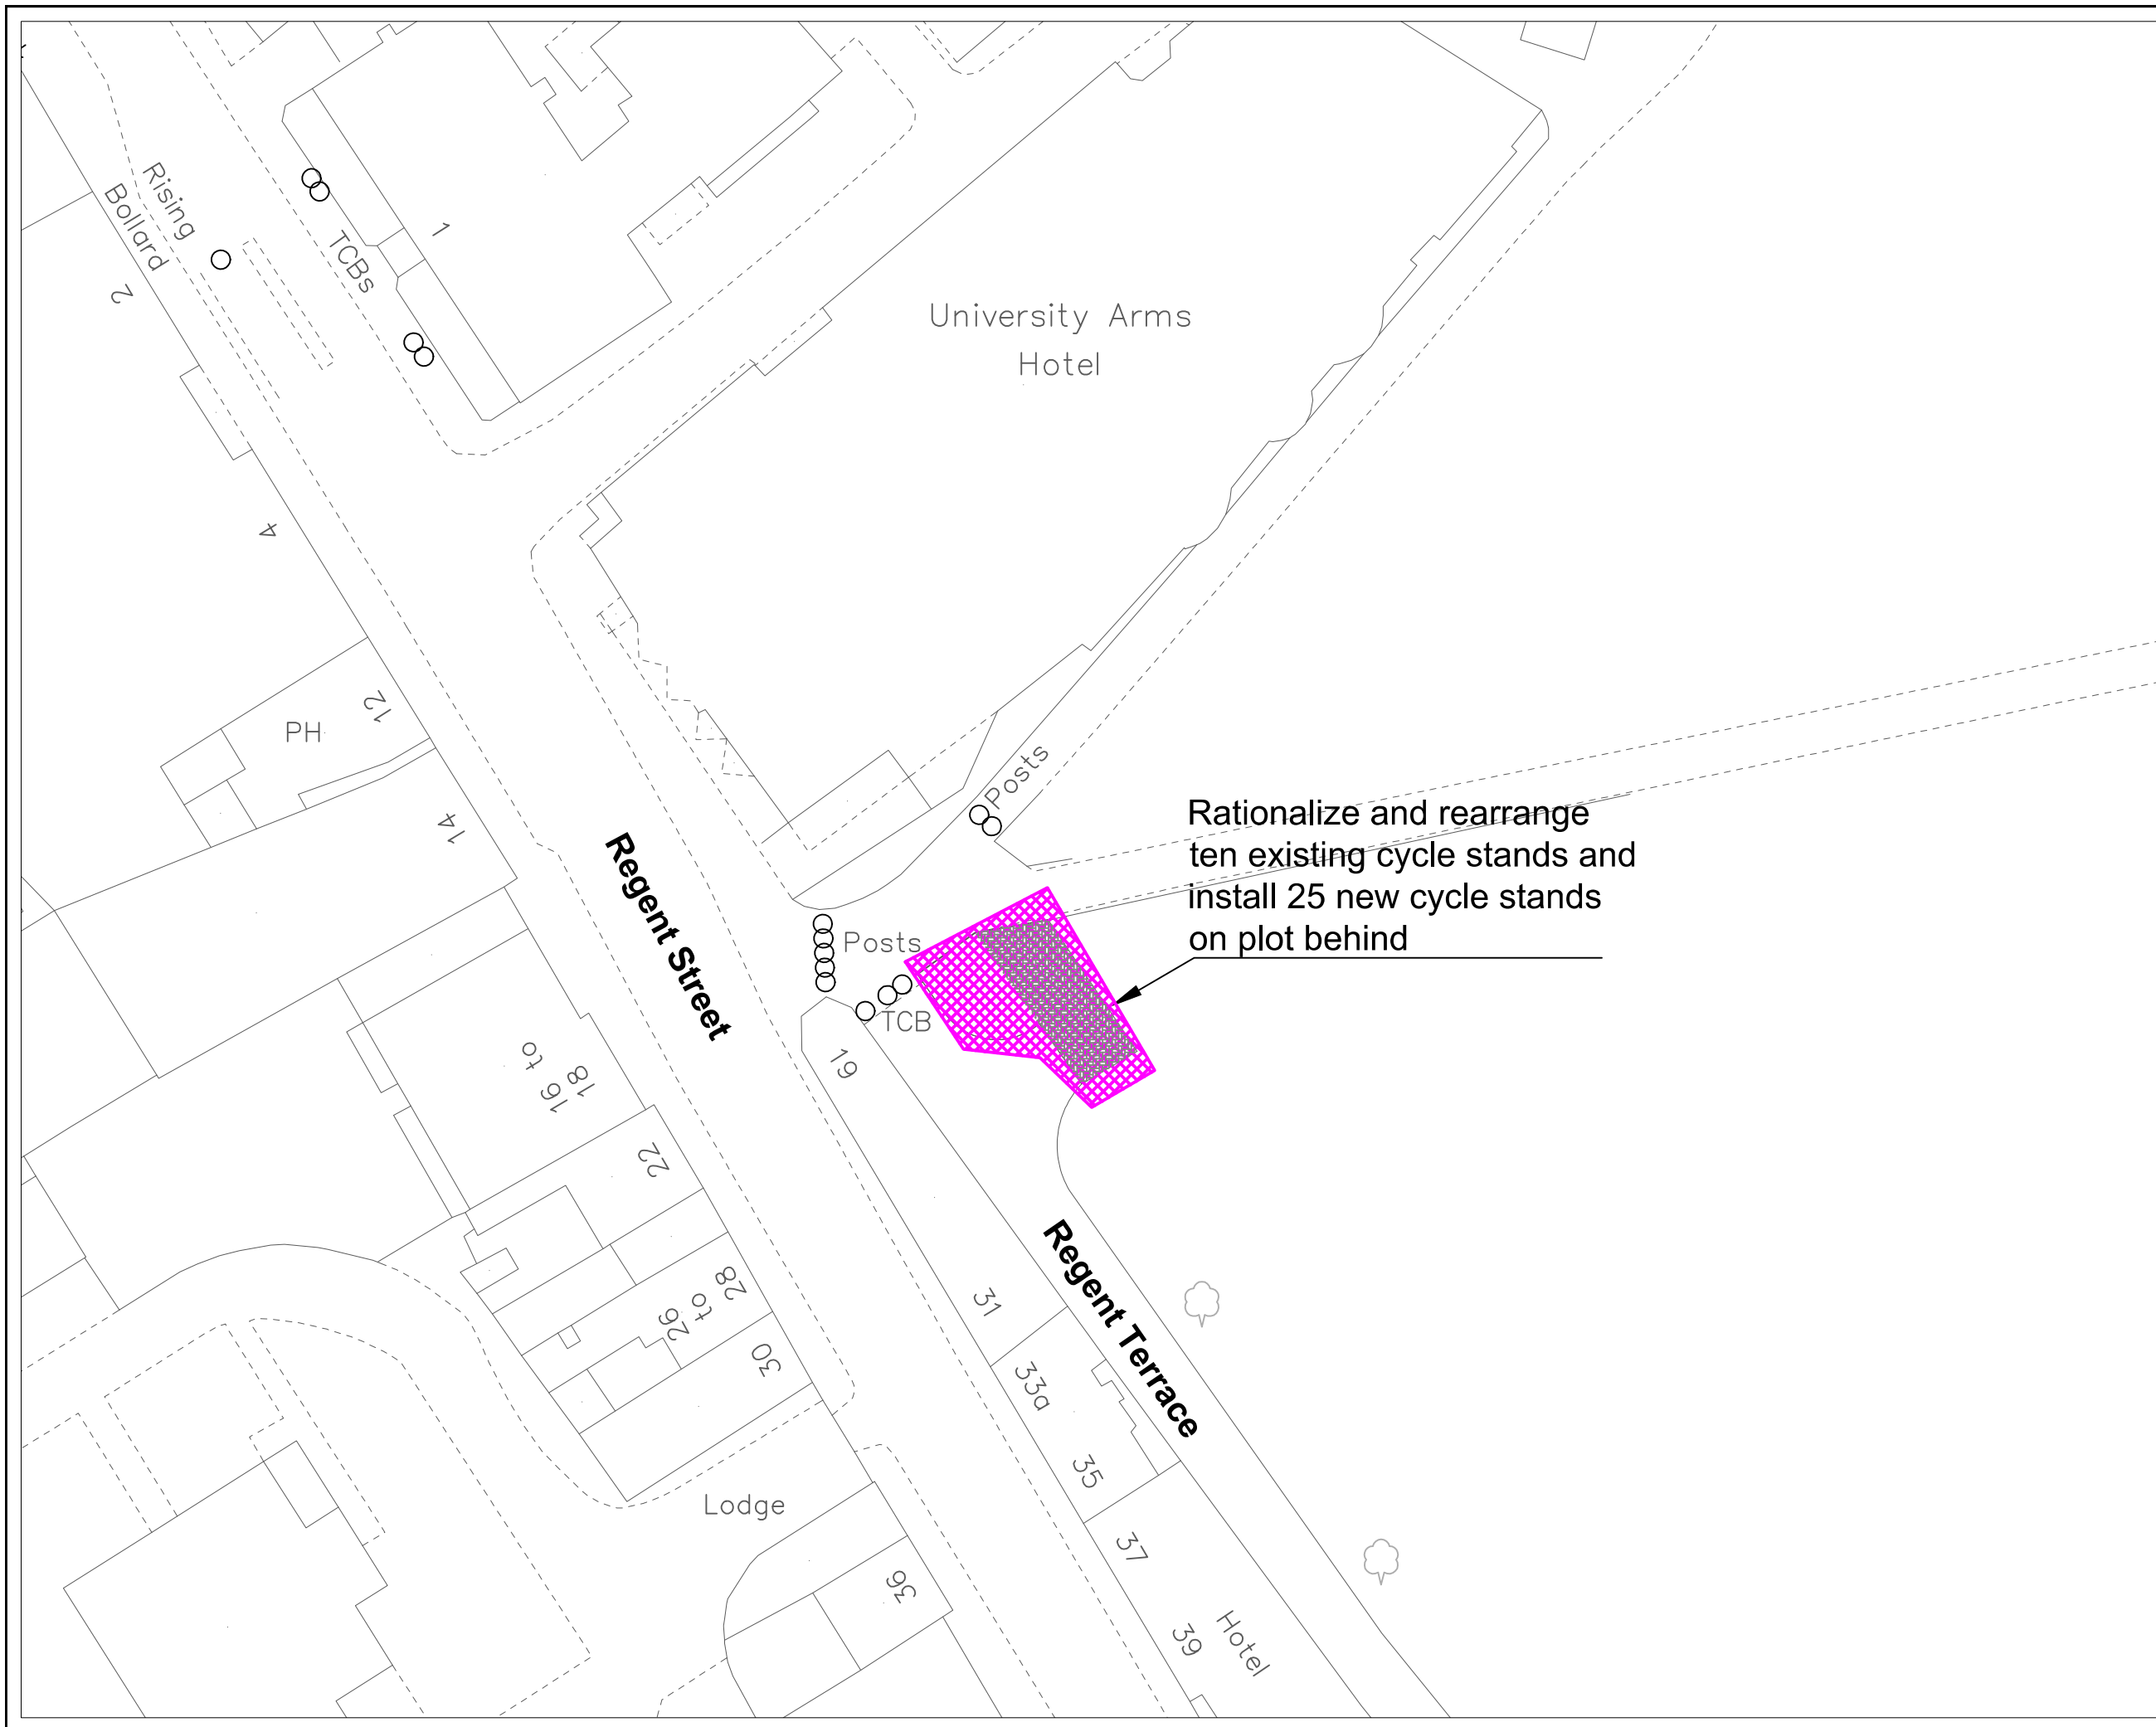 Rising
Bollard
TCBs
1
2
University Arms
Hotel
4
12
PH
14
Posts
Rationalize and rearrange
ten existing cycle stands and
install 25 new cycle stands
on plot behind
Regent Street
Posts
TCB
19
16 to
18
22
26 to
28
30
31
Regent Terrace
33a
35
Lodge
37
36
39
Hotel